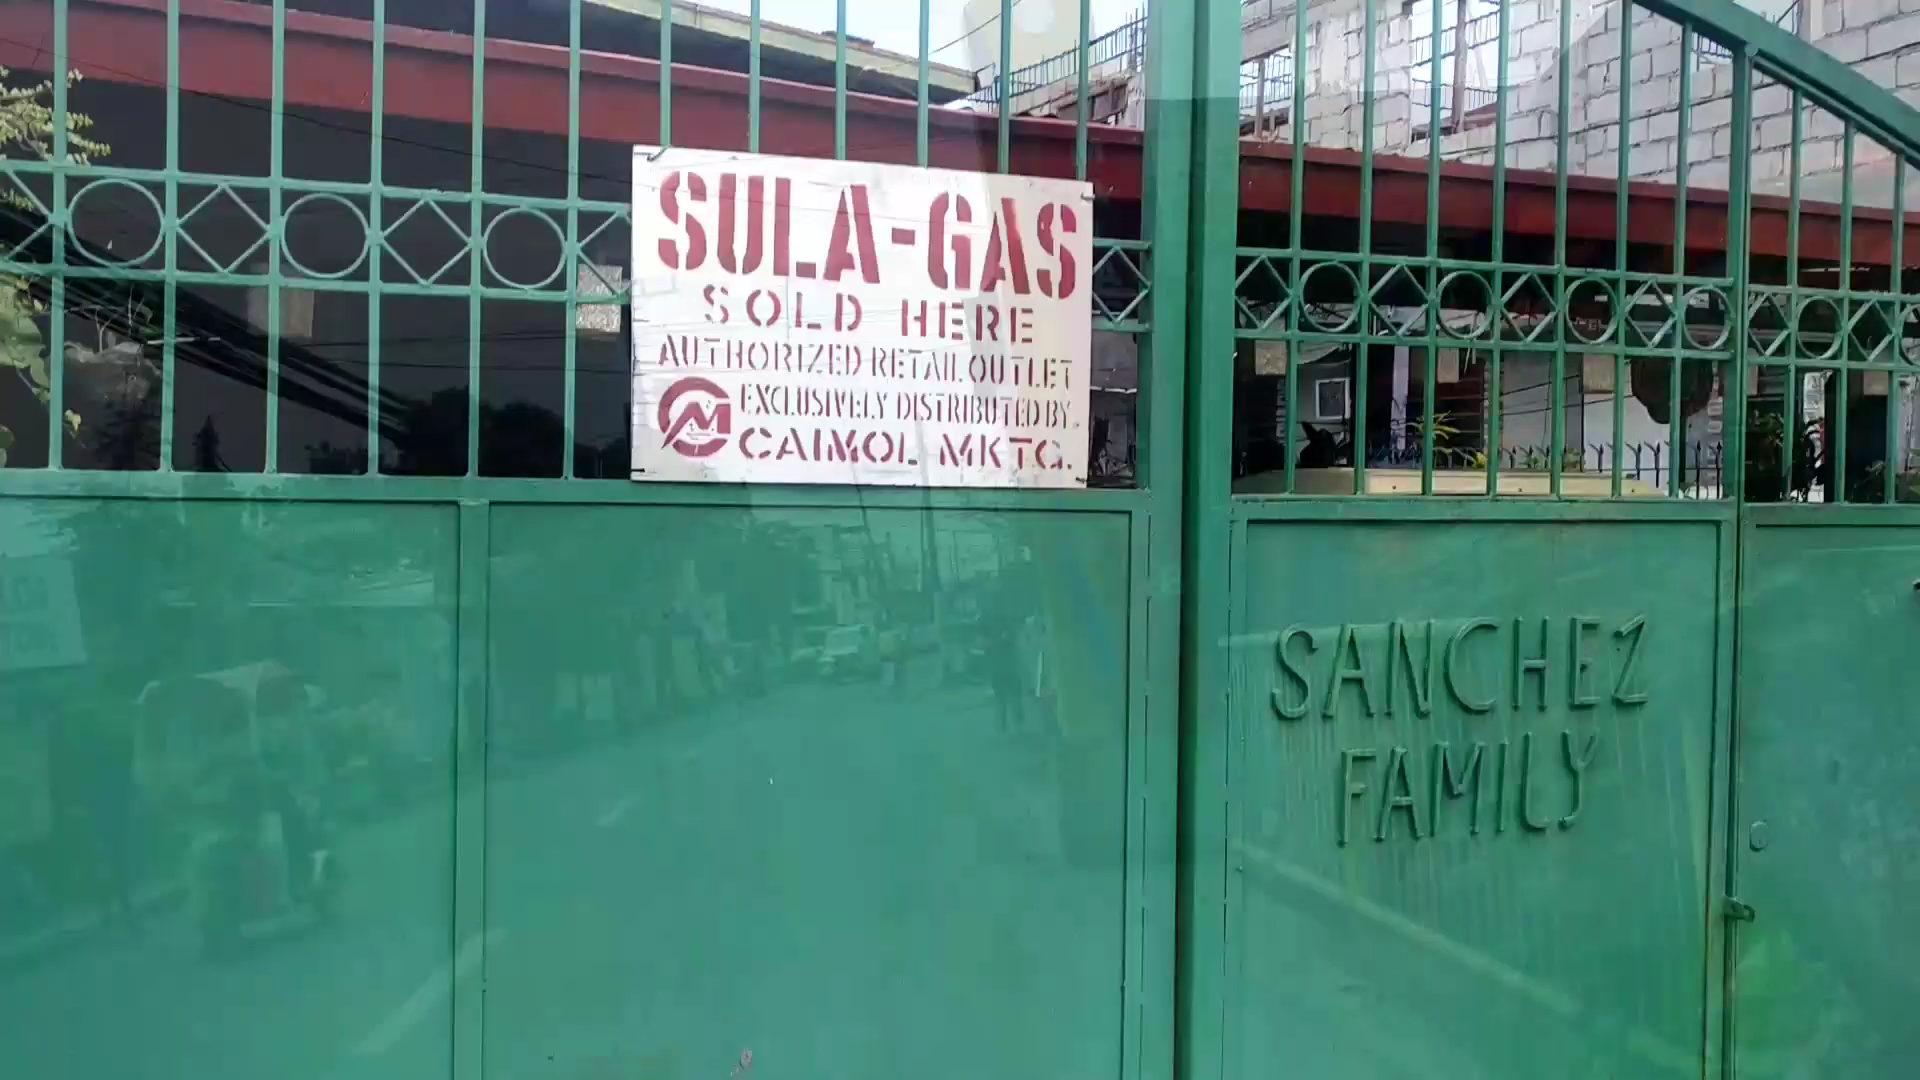 SULA-GAS
SOLD HERE
AUTHORIZED RETAIL OUTLET
EXCLUSIVELY DISTRIBUTED BY:
CAIMOL MKTG.
SANCHEZ
FAMILY